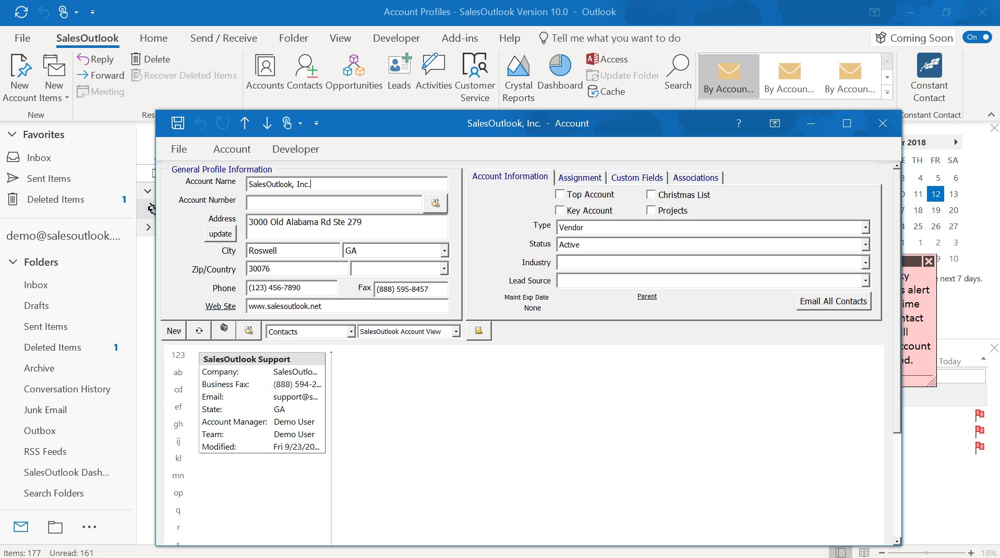 Account Profiles - SalesOutlook Version 10.0 - Outlook
File SalesOutlook Home Send / Receive Folder View Developer Add-ins Help Tell me what you want to do Coming Soon On
New Account
New Items
Reply
Forward
Meeting
Delete
Recover Deleted Items
Accounts Contacts Opportunities Leads Activities Customer Service
Crystal Reports
Dashboard
Access
Update Folder
Cache
Search
By Accoun... By Accoun... By Accoun...
Constant Contact
New
Res
Constant Contact
Favorites
Inbox
Sent Items
Deleted Items 1
demo@salesoutlook....
Folders
Inbox
Drafts
Sent Items
Deleted Items 1
Archive
Conversation History
Junk Email
Outbox
RSS Feeds
SalesOutlook Dash...
Search Folders
SalesOutlook, Inc. - Account
?
File Account Developer
General Profile Information
Account Name SalesOutlook, Inc.
Account Number
Address 3000 Old Alabama Rd Ste 279
update
City Roswell GA
Zip/Country 30076
Phone (123) 456-7890 Fax (888) 595-8457
Web Site www.salesoutlook.net
Account Information Assignment Custom Fields Associations
Top Account Christmas List
Key Account Projects
Type Vendor
Status Active
Industry
Lead Source
Maint Exp Date Parent
None
Email All Contacts
New Contacts SalesOutlook Account View
123
ab
cd
ef
gh
ij
kl
mn
op
q
r
s
SalesOutlook Support
Company: SalesOutlo...
Business Fax: (888) 594-2...
Email: support@s...
State: GA
Account Manager: Demo User
Team: Demo User
Modified: Fri 9/23/20...
r 2018
E TH FR SA
3 4 5 6
0 11 12 13
7 18 19 20
4 25 26 27
1 1 2 3
9 10
next 7 days.
ky
s alert
ime
ntact
ll
ccount
ed.
Today
Items: 177 Unread: 161
18%